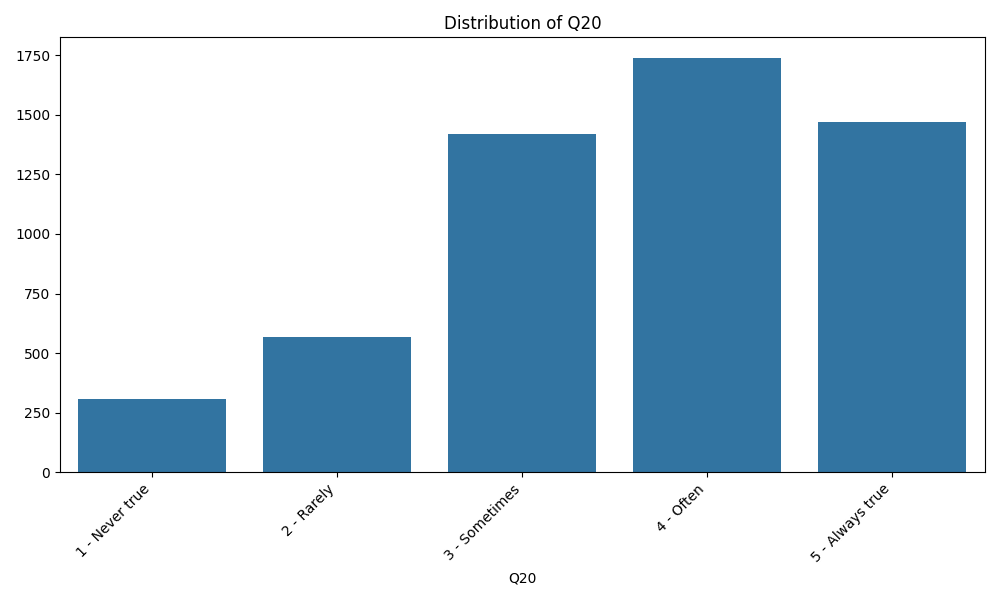 Distribution of Q20
1750
1500
1250
1000
750
500
250
0
1 - Never true
2 - Rarely
3 - Sometimes
4 - Often
5 - Always true
Q20